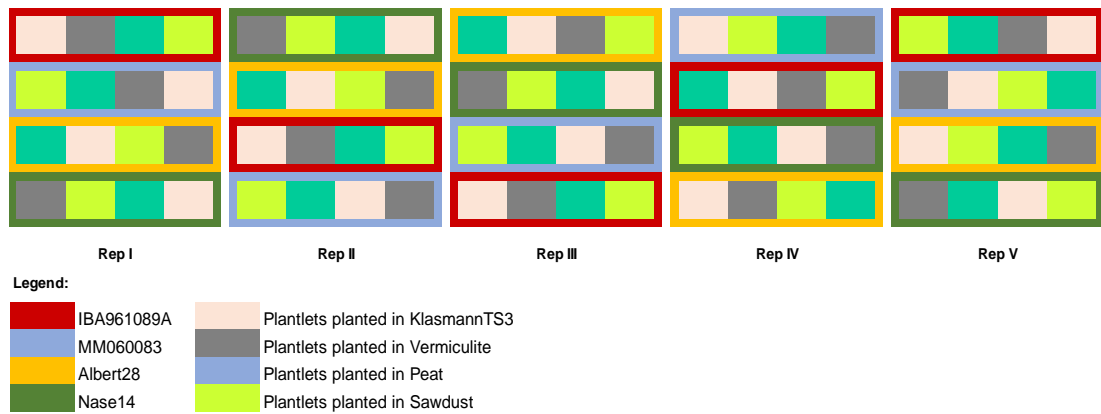 Rep I Rep II Rep III Rep IV Rep V
Legend:
IBA961089A Plantlets planted in KlasmannTS3
MM060083 Plantlets planted in Vermiculite
Albert28 Plantlets planted in Peat
Nase14 Plantlets planted in Sawdust